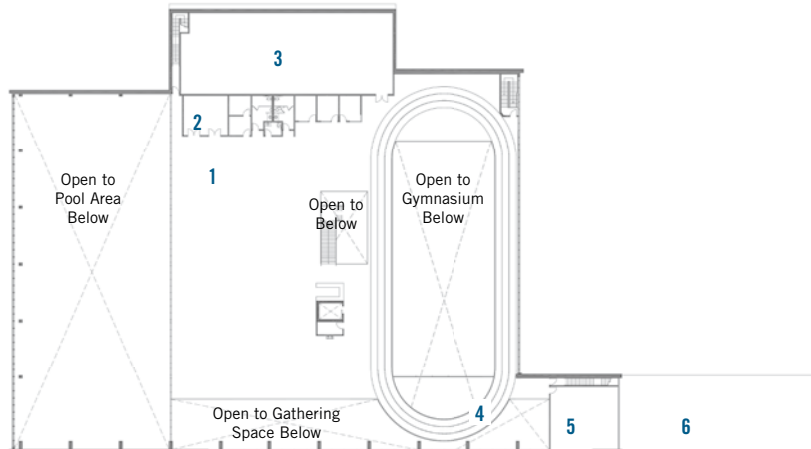 3
2
1
Open to
Pool Area
Below
Open to
Below
Open to
Gymnasium
Below
Open to Gathering
Space Below
4
5
6